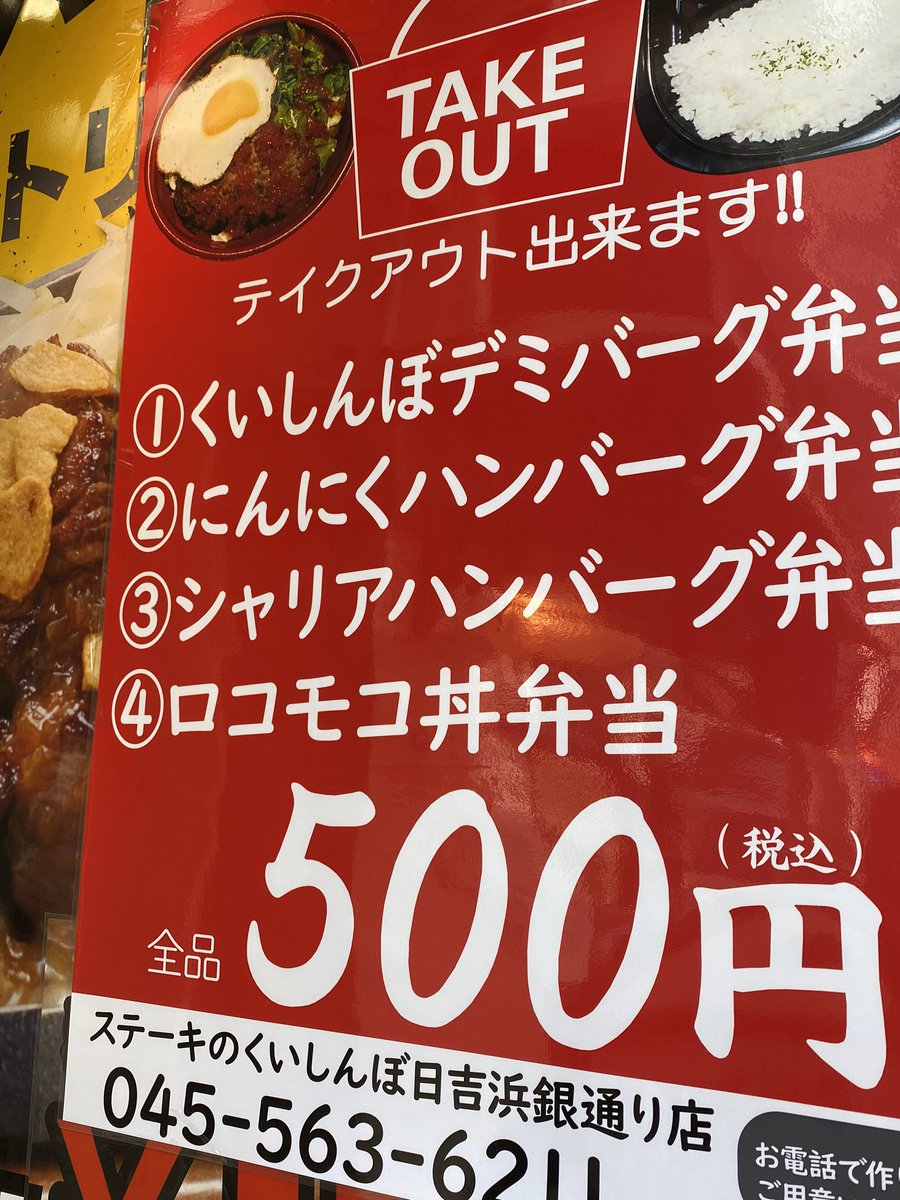 TAKE
OUT
テイクアウト出来ます!!
①くいしんぼデミバーグ弁当
②にんにくハンバーグ弁当
③シャリアハンバーグ弁当
④ロコモコ丼弁当
全品 500円 (税込)
ステーキのくいしんぼ日吉浜銀通り店
045-563-6211
お電話で作り
ご用意